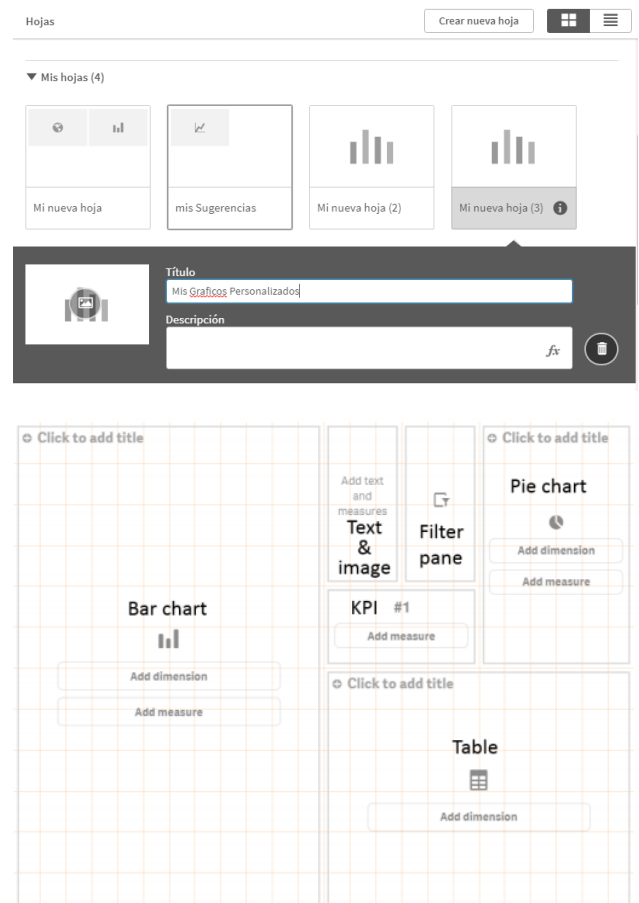 Hojas
Crear nueva hoja
Mis hojas (4)
Mi nueva hoja
mis Sugerencias
Mi nueva hoja (2)
Mi nueva hoja (3)
Título
Mis Graficos Personalizados
Descripción
fx
Click to add title
Bar chart
Add dimension
Add measure
Add text
and
measures
Text
&
image
Filter
pane
Click to add title
Pie chart
Add dimension
Add measure
KPI #1
Add measure
Click to add title
Table
Add dimension